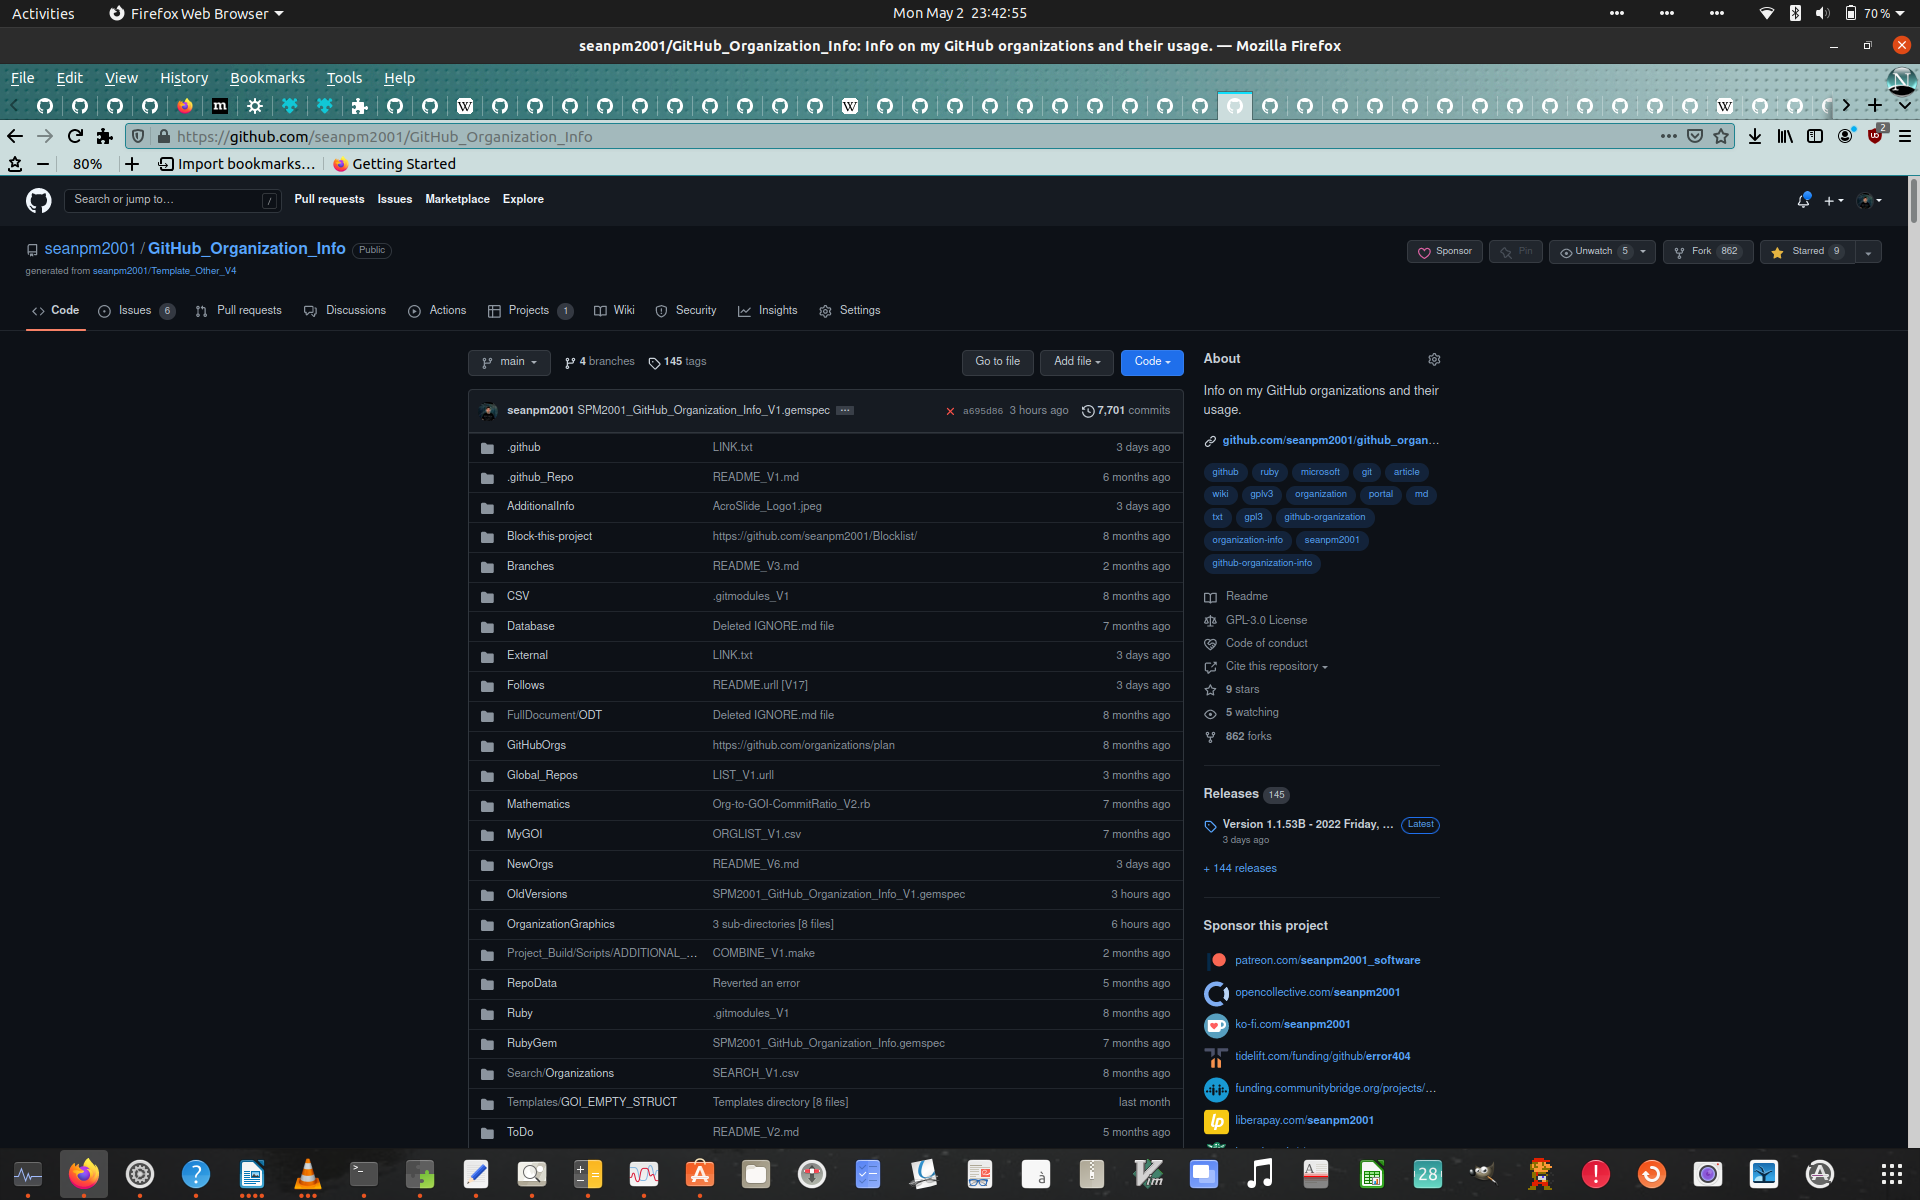 Activities
Firefox Web Browser
Mon May 2 23:42:55
70 %
seanpm2001/GitHub_Organization_Info: Info on my GitHub organizations and their usage. — Mozilla Firefox
File Edit View History Bookmarks Tools Help
https://github.com/seanpm2001/GitHub_Organization_Info
2
80%
Import bookmarks…
Getting Started
Search or jump to…
/
Pull requests Issues Marketplace Explore
seanpm2001 / GitHub_Organization_Info
Public
generated from seanpm2001/Template_Other_V4
Sponsor
Pin
Unwatch 5
Fork 862
Starred 9
Code
Issues 6
Pull requests
Discussions
Actions
Projects 1
Wiki
Security
Insights
Settings
main
4 branches
145 tags
Go to file
Add file
Code
seanpm2001 SPM2001_GitHub_Organization_Info_V1.gemspec
a695d86 3 hours ago
7,701 commits
.github LINK.txt 3 days ago
.github_Repo README_V1.md 6 months ago
AdditionalInfo AcroSlide_Logo1.jpeg 3 days ago
Block-this-project https://github.com/seanpm2001/Blocklist/ 8 months ago
Branches README_V3.md 2 months ago
CSV .gitmodules_V1 8 months ago
Database Deleted IGNORE.md file 7 months ago
External LINK.txt 3 days ago
Follows README.urll [V17] 3 days ago
FullDocument/ODT Deleted IGNORE.md file 8 months ago
GitHubOrgs https://github.com/organizations/plan 8 months ago
Global_Repos LIST_V1.urll 3 months ago
Mathematics Org-to-GOI-CommitRatio_V2.rb 7 months ago
MyGOI ORGLIST_V1.csv 7 months ago
NewOrgs README_V6.md 3 days ago
OldVersions SPM2001_GitHub_Organization_Info_V1.gemspec 3 hours ago
OrganizationGraphics 3 sub-directories [8 files] 6 hours ago
Project_Build/Scripts/ADDITIONAL_… COMBINE_V1.make 2 months ago
RepoData Reverted an error 5 months ago
Ruby .gitmodules_V1 8 months ago
RubyGem SPM2001_GitHub_Organization_Info.gemspec 7 months ago
Search/Organizations SEARCH_V1.csv 8 months ago
Templates/GOI_EMPTY_STRUCT Templates directory [8 files] last month
ToDo README_V2.md 5 months ago
About
Info on my GitHub organizations and their
usage.
github.com/seanpm2001/github_organ…
github ruby microsoft git article
wiki gplv3 organization portal md
txt gpl3 github-organization
organization-info seanpm2001
github-organization-info
Readme
GPL-3.0 License
Code of conduct
Cite this repository
9 stars
5 watching
862 forks
Releases 145
Version 1.1.53B - 2022 Friday, …
Latest
3 days ago
+ 144 releases
Sponsor this project
patreon.com/seanpm2001_software
opencollective.com/seanpm2001
ko-fi.com/seanpm2001
tidelift.com/funding/github/error404
funding.communitybridge.org/projects/…
liberapay.com/seanpm2001
28